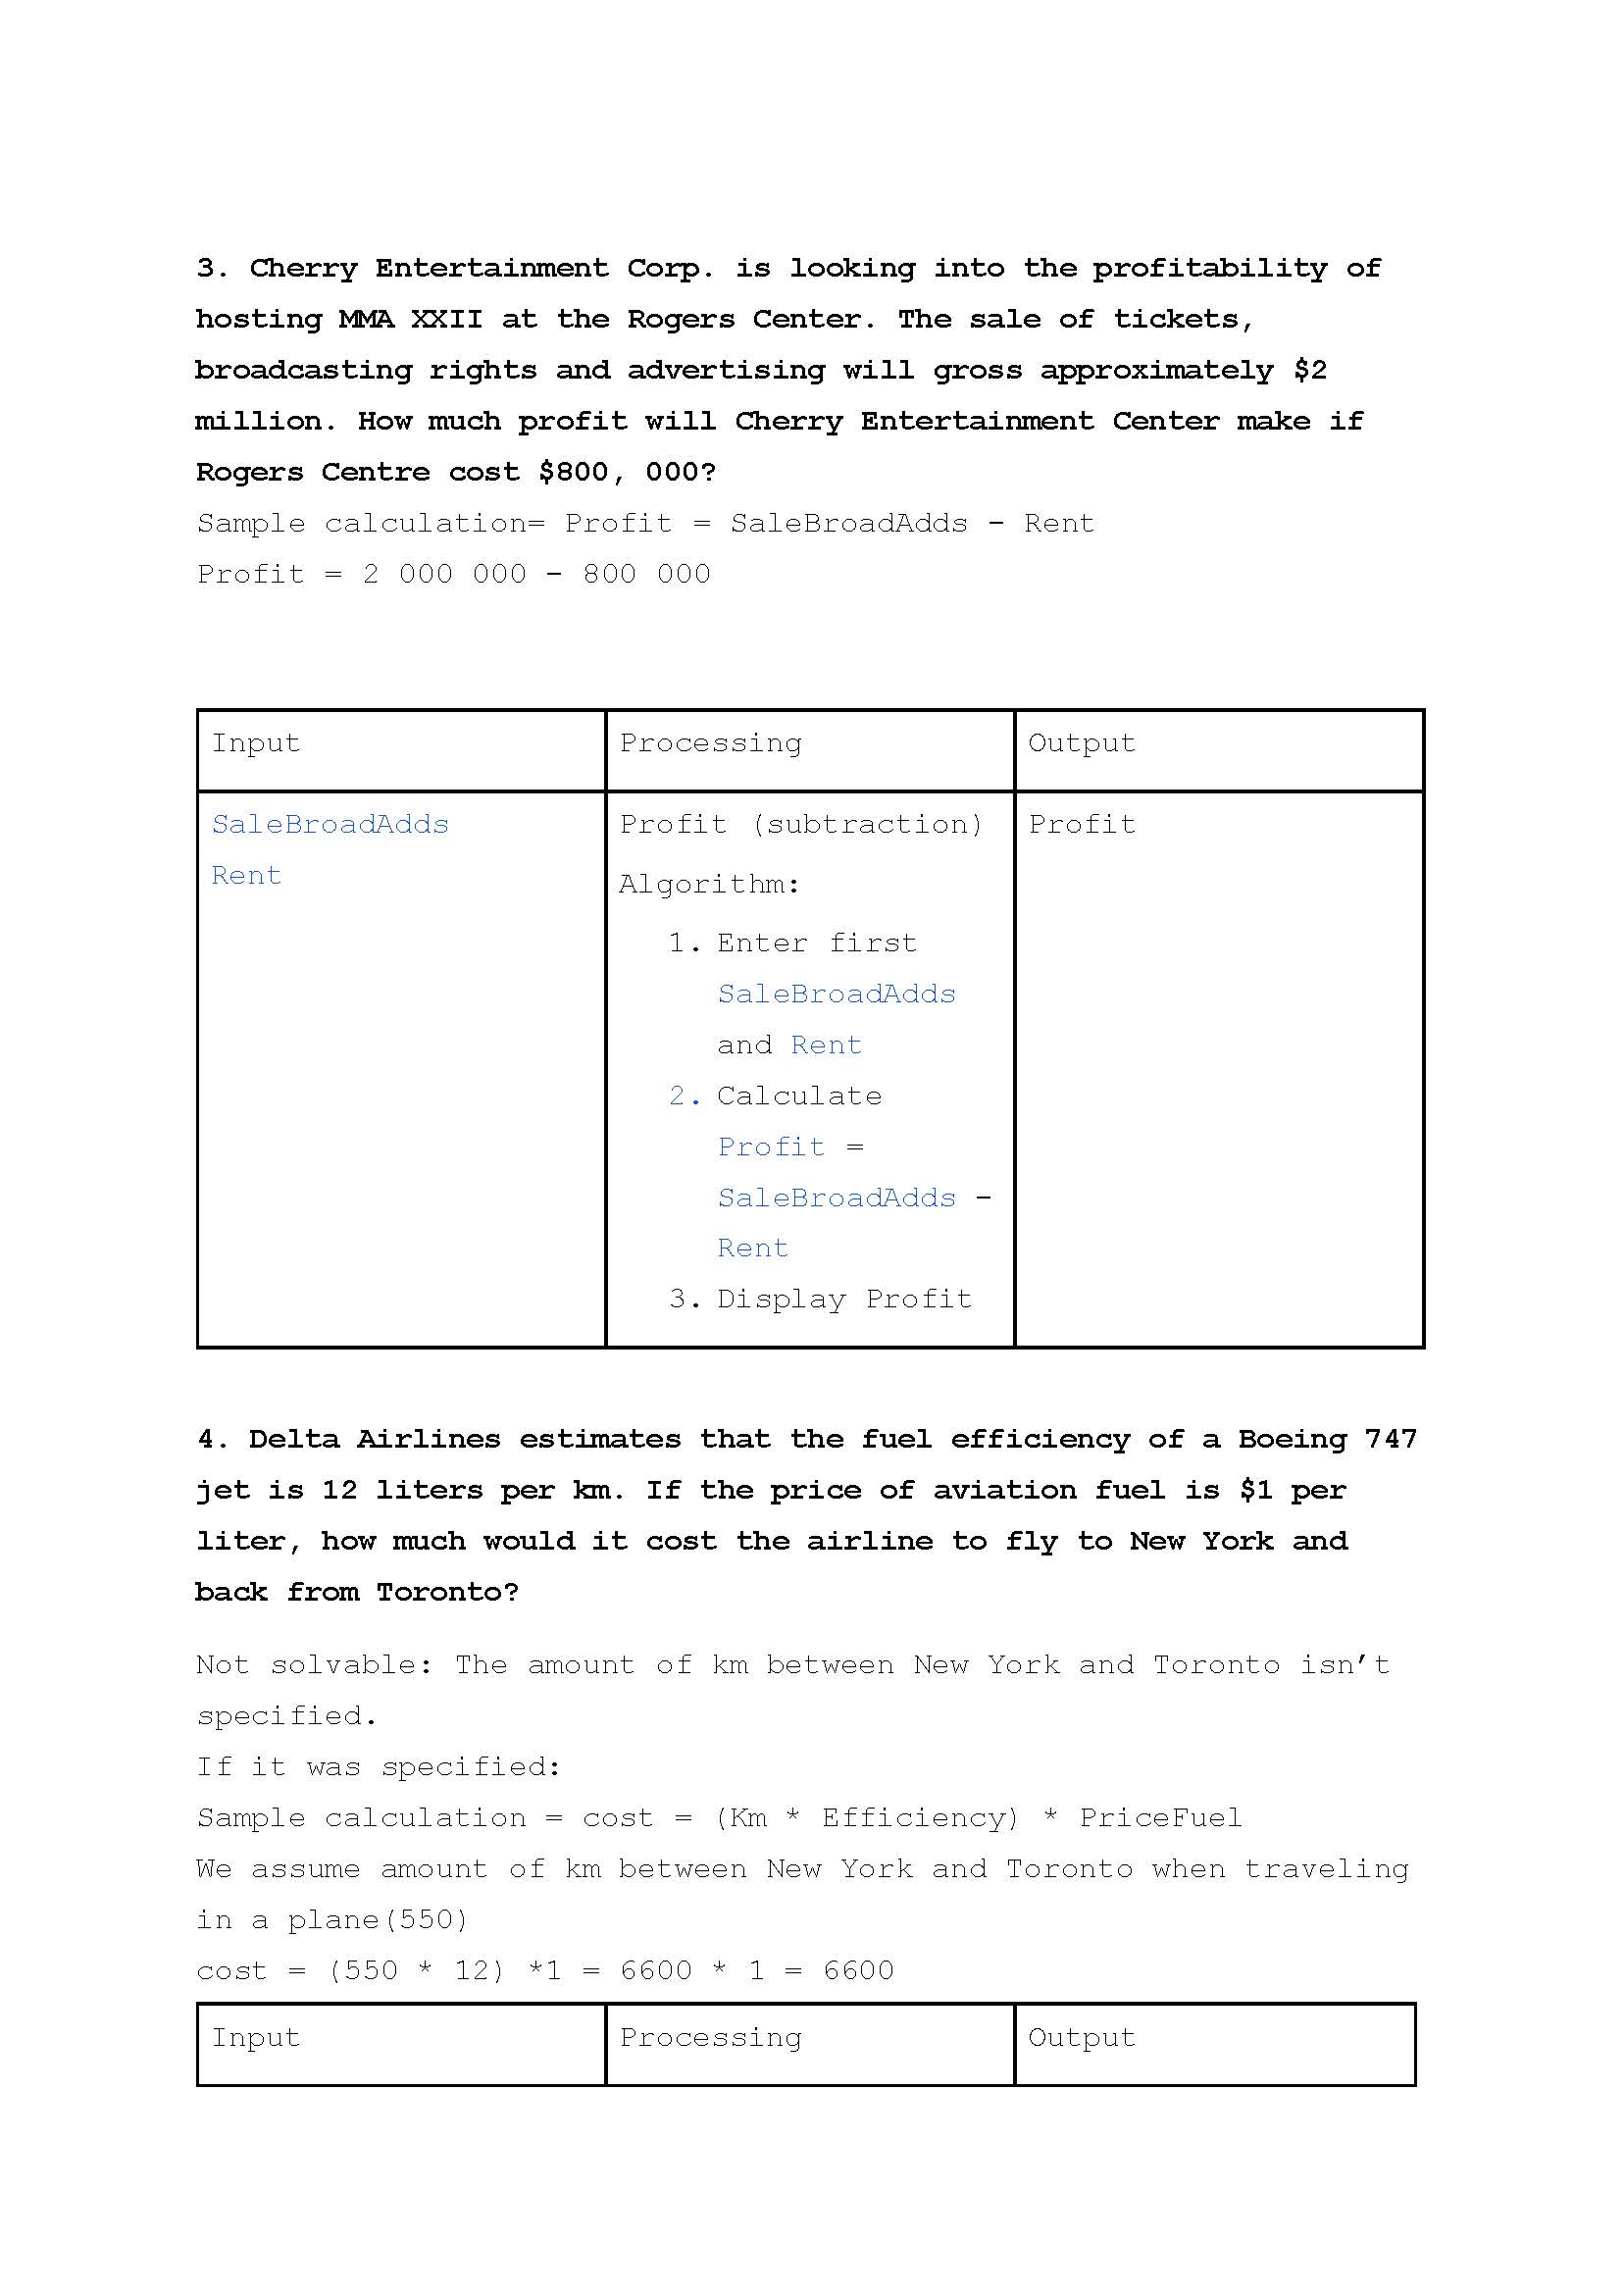 3. Cherry Entertainment Corp. is looking into the profitability of
hosting MMA XXII at the Rogers Center. The sale of tickets,
broadcasting rights and advertising will gross approximately $2
million. How much profit will Cherry Entertainment Center make if
Rogers Centre cost $800, 000?
Sample calculation= Profit = SaleBroadAdds - Rent
Profit = 2 000 000 - 800 000
Input
Processing
Output
SaleBroadAdds
Rent
Profit (subtraction)
Algorithm:
1. Enter first
SaleBroadAdds
and Rent
2. Calculate
Profit =
SaleBroadAdds -
Rent
3. Display Profit
Profit
4. Delta Airlines estimates that the fuel efficiency of a Boeing 747
jet is 12 liters per km. If the price of aviation fuel is $1 per
liter, how much would it cost the airline to fly to New York and
back from Toronto?
Not solvable: The amount of km between New York and Toronto isn’t
specified.
If it was specified:
Sample calculation = cost = (Km * Efficiency) * PriceFuel
We assume amount of km between New York and Toronto when traveling
in a plane(550)
cost = (550 * 12) *1 = 6600 * 1 = 6600
Input
Processing
Output